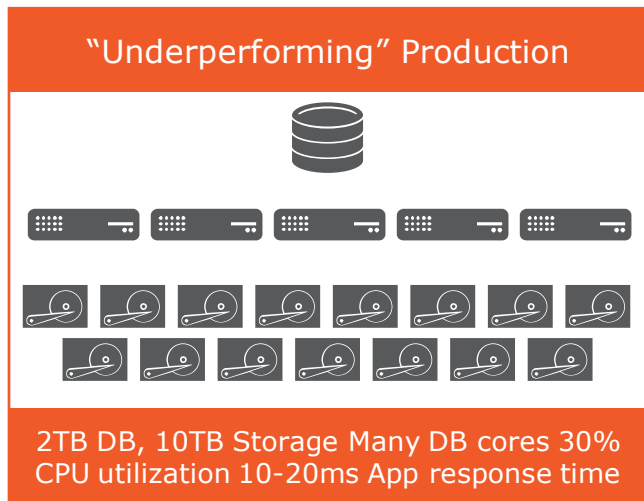 “Underperforming” Production
2TB DB, 10TB Storage Many DB cores 30%
CPU utilization 10-20ms App response time